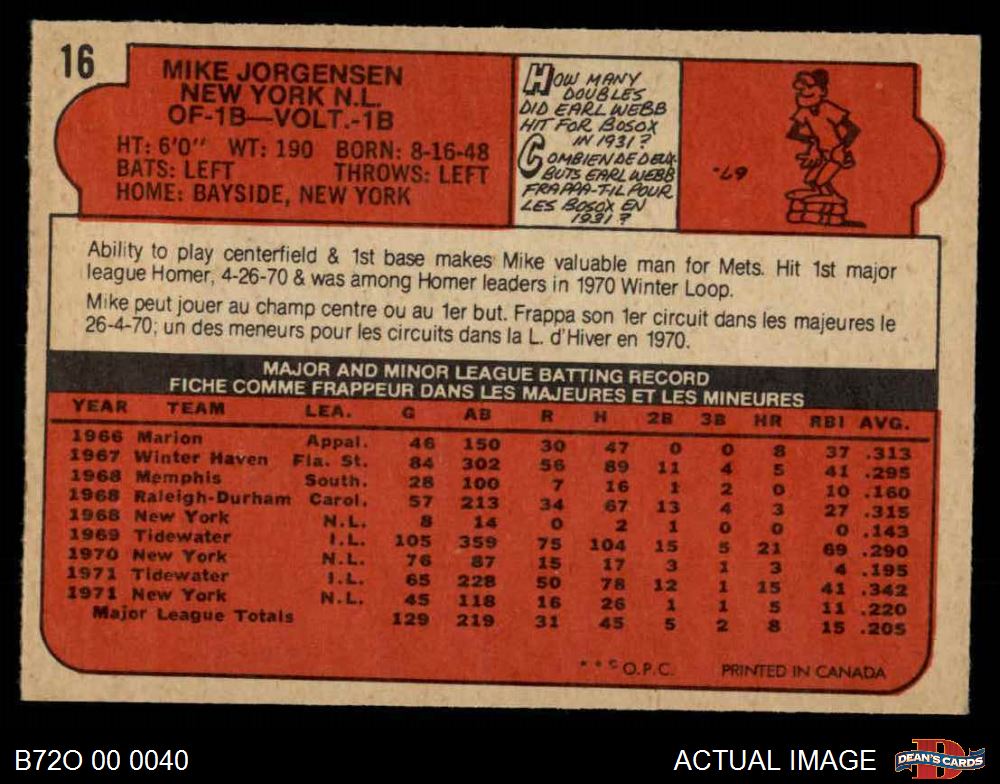 16
MIKE JORGENSEN
NEW YORK N.L.
OF-1B—VOLT.-1B
HT: 6'0" WT: 190 BORN: 8-16-48
BATS: LEFT THROWS: LEFT
HOME: BAYSIDE, NEW YORK
HOW MANY
DOUBLES
DID EARL WEBB
HIT FOR BOSOX
IN 1931?
COMBIEN DE DEUX
BUTS EARL WEBB
FRAPPA-T-IL POUR
LES BOSOX EN
1931?
67.
Ability to play centerfield & 1st base makes Mike valuable man for Mets. Hit 1st major
league Homer, 4-26-70 & was among Homer leaders in 1970 Winter Loop.
Mike peut jouer au champ centre ou au 1er but. Frappa son 1er circuit dans les majeures le
26-4-70; un des meneurs pour les circuits dans la L. d'Hiver en 1970.
MAJOR AND MINOR LEAGUE BATTING RECORD
FICHE COMME FRAPPEUR DANS LES MAJEURES ET LES MINEURES
YEAR TEAM LEA. G AB R H 2B 3B HR RBI AVG.
1966 Marion Appal. 46 150 30 47 0 0 8 37 .313
1967 Winter Haven Fla. St. 84 302 56 89 11 4 5 41 .295
1968 Memphis South. 28 100 7 16 1 2 0 10 .160
1968 Raleigh-Durham Carol. 57 213 34 67 13 4 3 27 .315
1968 New York N.L. 8 14 0 2 1 0 0 0 .143
1969 Tidewater I.L. 105 359 75 104 15 5 21 69 .290
1970 New York N.L. 76 87 15 17 3 1 3 4 .195
1971 Tidewater I.L. 65 228 50 78 12 1 15 41 .342
1971 New York N.L. 45 118 16 26 1 1 5 11 .220
Major League Totals 129 219 31 45 5 2 8 15 .205
* * © O.P.C. PRINTED IN CANADA
B72O 00 0040
ACTUAL IMAGE
DEAN'S CARDS